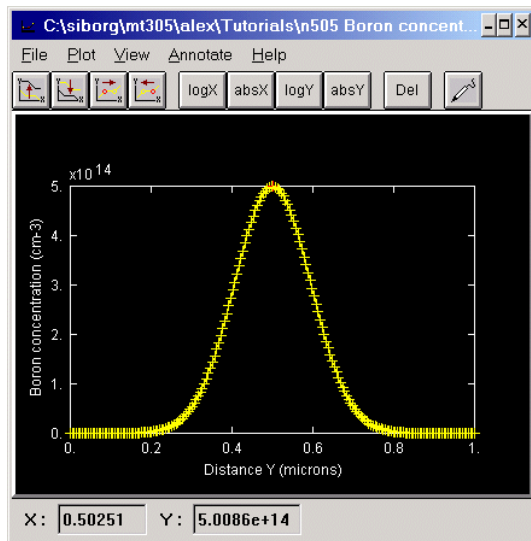 C:\siborg\mt305\alex\Tutorials\n505 Boron concent...
File Plot View Annotate Help
logX absX logY absY Del
x10 14
5.
4.
3.
2.
1.
0.
Boron concentration (cm-3)
0. 0.2 0.4 0.6 0.8 1.
Distance Y (microns)
X: 0.50251 Y: 5.0086e+14